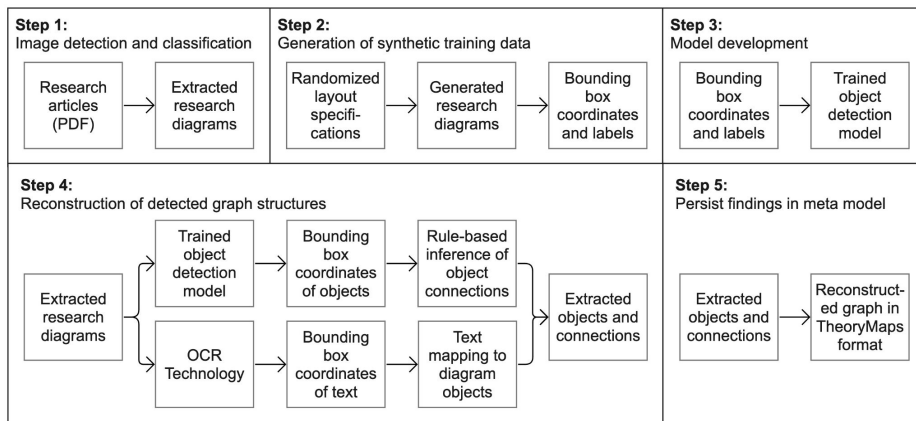 Step 1:
Image detection and classification
Research
articles
(PDF)
Extracted
research
diagrams
Step 2:
Generation of synthetic training data
Randomized
layout
specifi-
cations
Generated
research
diagrams
Bounding
box
coordinates
and labels
Step 3:
Model development
Bounding
box
coordinates
and labels
Trained
object
detection
model
Step 4:
Reconstruction of detected graph structures
Extracted
research
diagrams
Trained
object
detection
model
Bounding
box
coordinates
of objects
Rule-based
inference of
object
connections
OCR
Technology
Bounding
box
coordinates
of text
Text
mapping to
diagram
objects
Extracted
objects and
connections
Step 5:
Persist findings in meta model
Extracted
objects and
connections
Reconstruct-
ed graph in
TheoryMaps
format